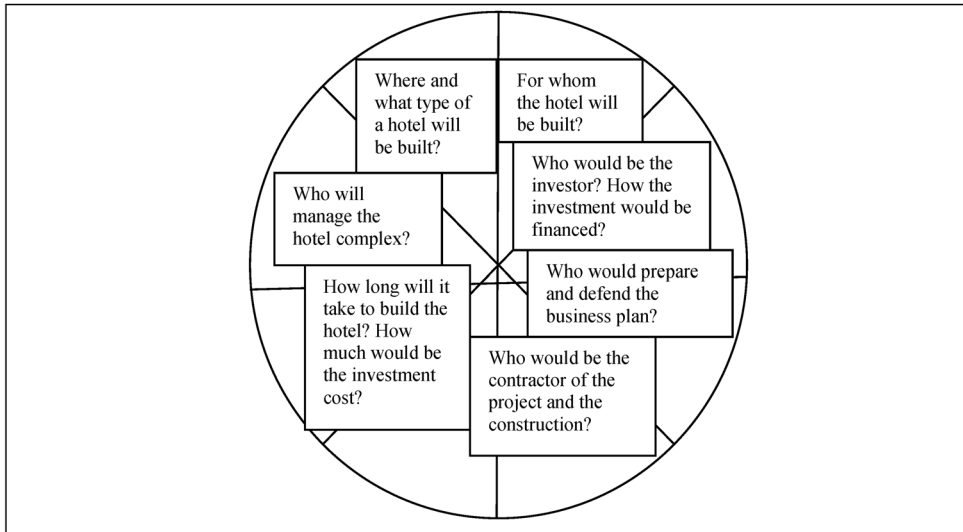 Where and
what type of
a hotel will
be built?
For whom
the hotel will
be built?
Who would be the
investor? How the
investment would be
financed?
Who will
manage the
hotel complex?
Who would prepare
and defend the
business plan?
How long will it
take to build the
hotel? How
much would be
the investment
cost?
Who would be the
contractor of the
project and the
construction?